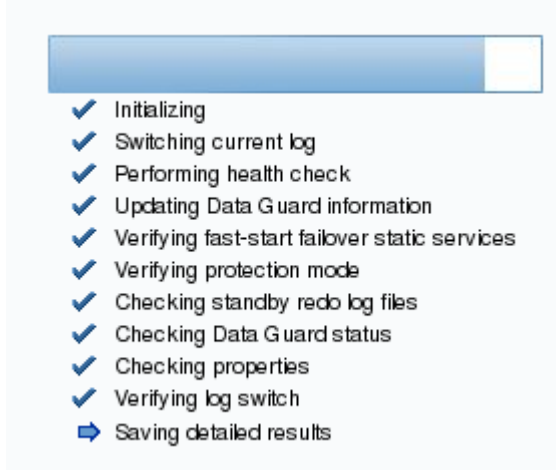 Initializing
Switching current log
Performing health check
Updating Data Guard information
Verifying fast-start failover static services
Verifying protection mode
Checking standby redo log files
Checking Data Guard status
Checking properties
Verifying log switch
Saving detailed results